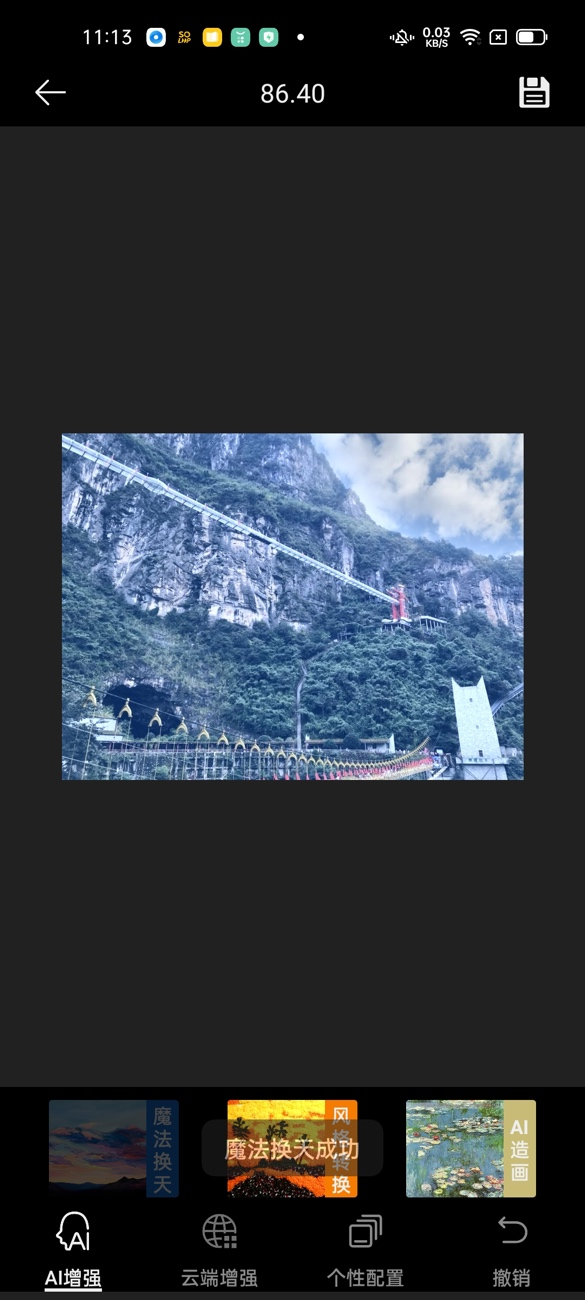 11:13
SO
LMP
0.03
KB/S
86.40
魔法换天
风格转换
AI造画
魔法换天成功
AI增强
云端增强
个性配置
撤销